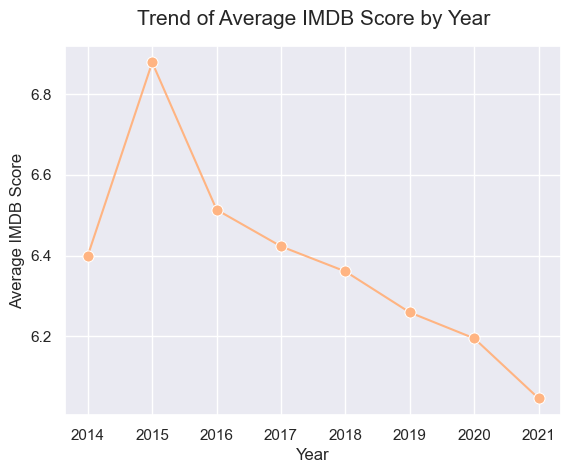 Trend of Average IMDB Score by Year
Average IMDB Score
6.8
6.6
6.4
6.2
2014 2015 2016 2017 2018 2019 2020 2021
Year